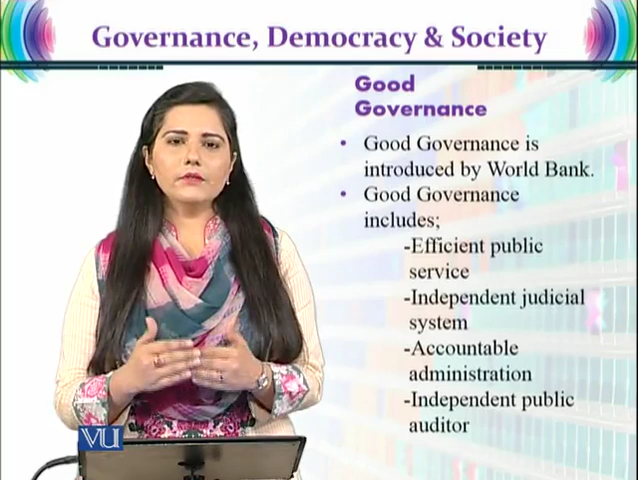 Governance, Democracy & Society
Good
Governance
• Good Governance is
introduced by World Bank.
• Good Governance
includes;
-Efficient public
service
-Independent judicial
system
-Accountable
administration
-Independent public
auditor
VU